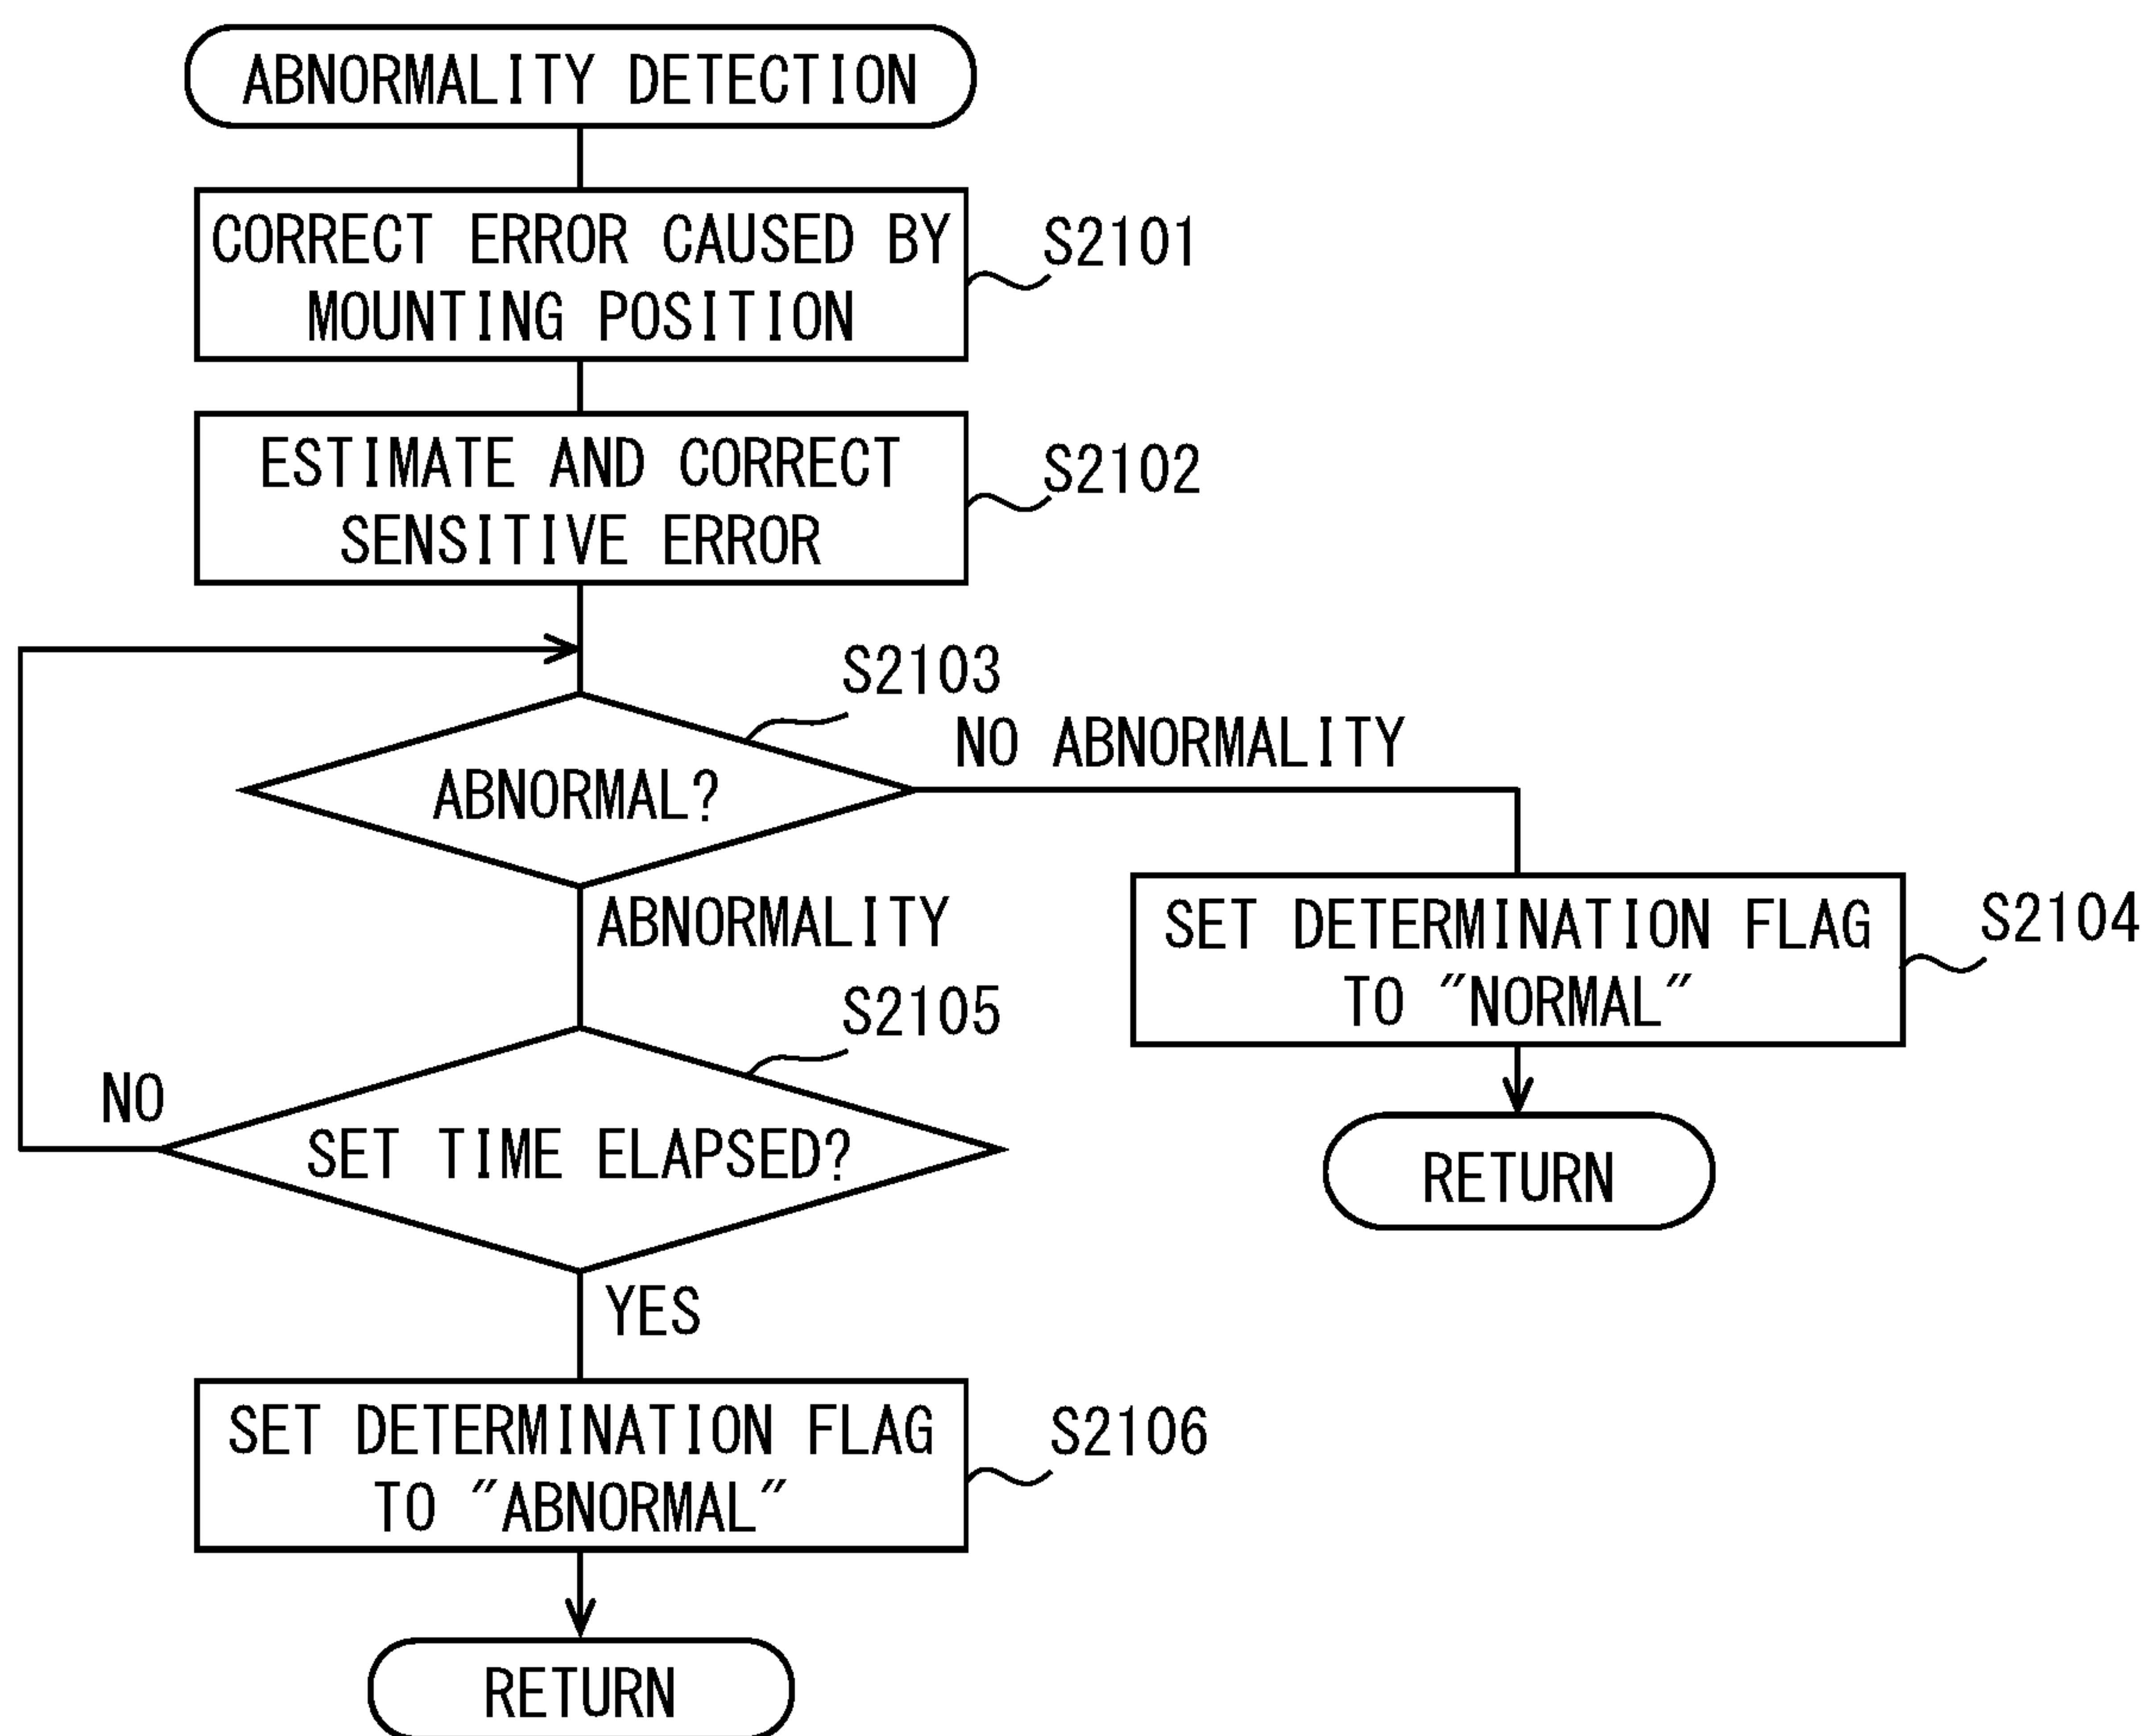 ABNORMALITY DETECTION
CORRECT ERROR CAUSED BY
MOUNTING POSITION
S2101
ESTIMATE AND CORRECT
SENSITIVE ERROR
S2102
S2103
ABNORMAL?
NO ABNORMALITY
ABNORMALITY
SET DETERMINATION FLAG
TO "NORMAL"
S2104
RETURN
S2105
SET TIME ELAPSED?
NO
YES
SET DETERMINATION FLAG
TO "ABNORMAL"
S2106
RETURN